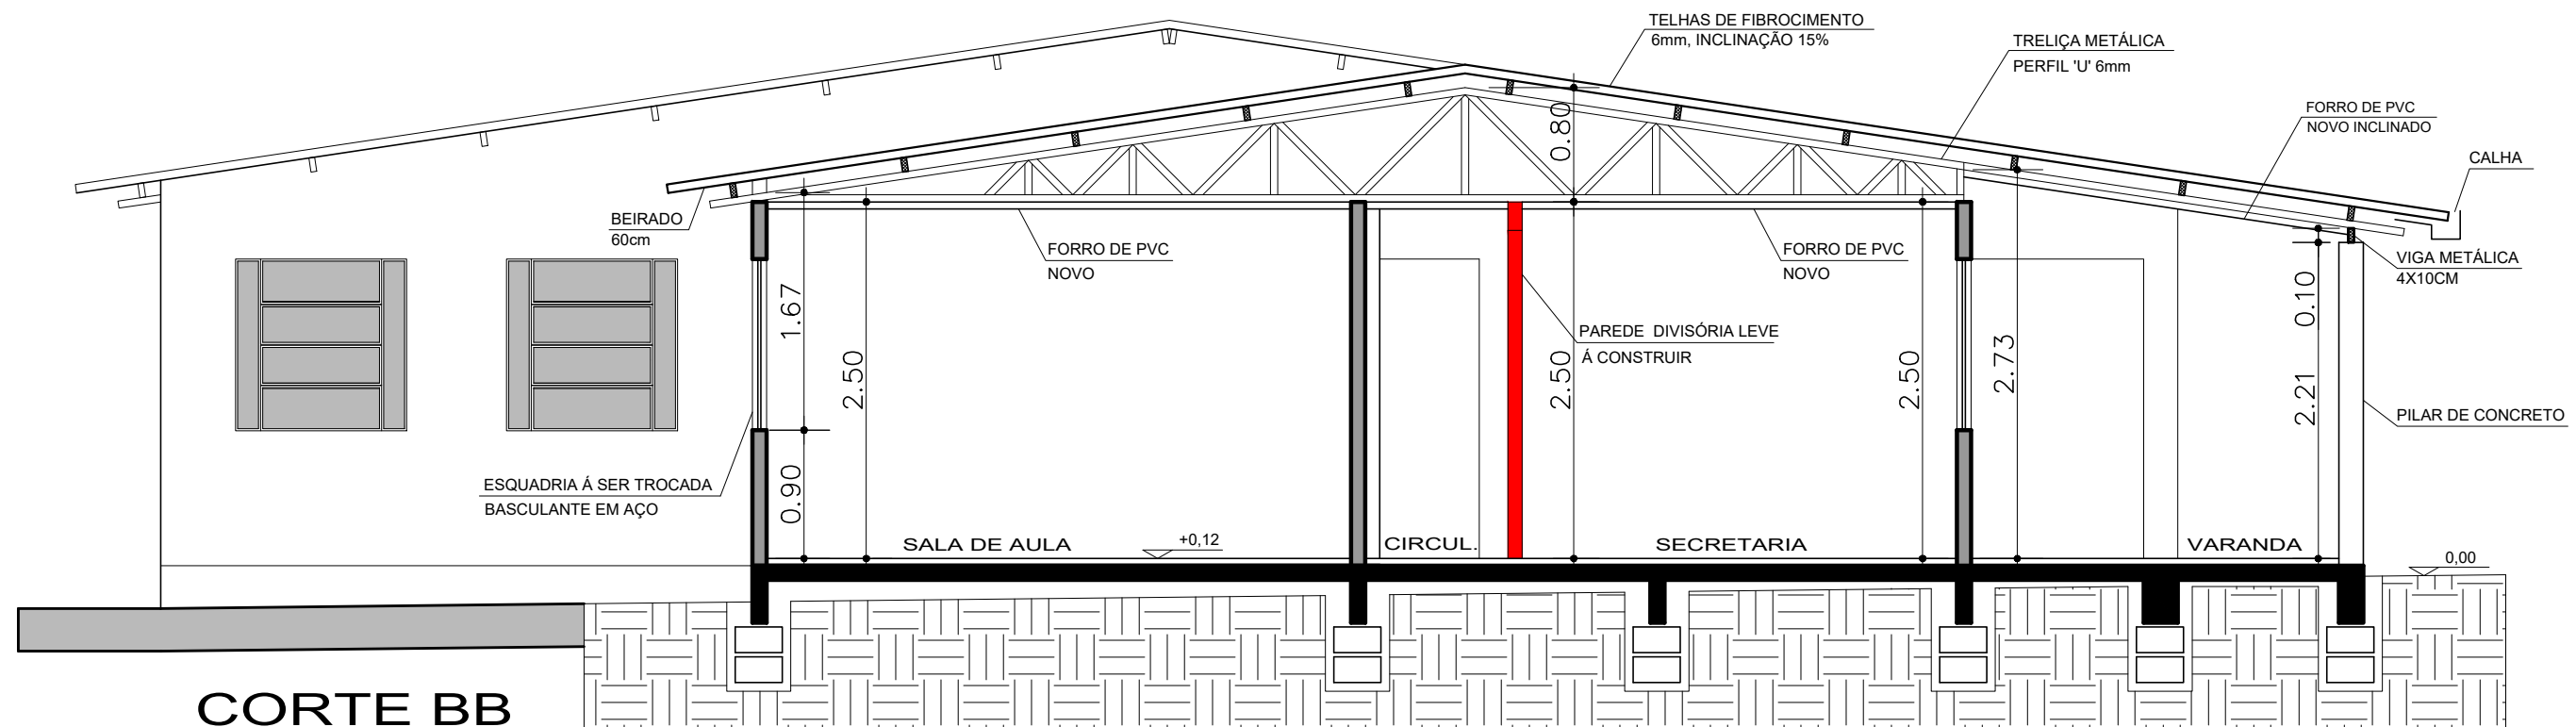 TELHAS DE FIBROCIMENTO
6mm, INCLINAÇÃO 15%
TRELIÇA METÁLICA
PERFIL 'U' 6mm
FORRO DE PVC
NOVO INCLINADO
CALHA
0.80
BEIRADO
60cm
FORRO DE PVC
NOVO
FORRO DE PVC
NOVO
VIGA METÁLICA
4X10CM
1.67
2.50
0.90
PAREDE DIVISÓRIA LEVE
Á CONSTRUIR
2.50
2.50
2.73
0.10
2.21
PILAR DE CONCRETO
ESQUADRIA Á SER TROCADA
BASCULANTE EM AÇO
SALA DE AULA
+0,12
CIRCUL.
SECRETARIA
VARANDA
0,00
CORTE BB